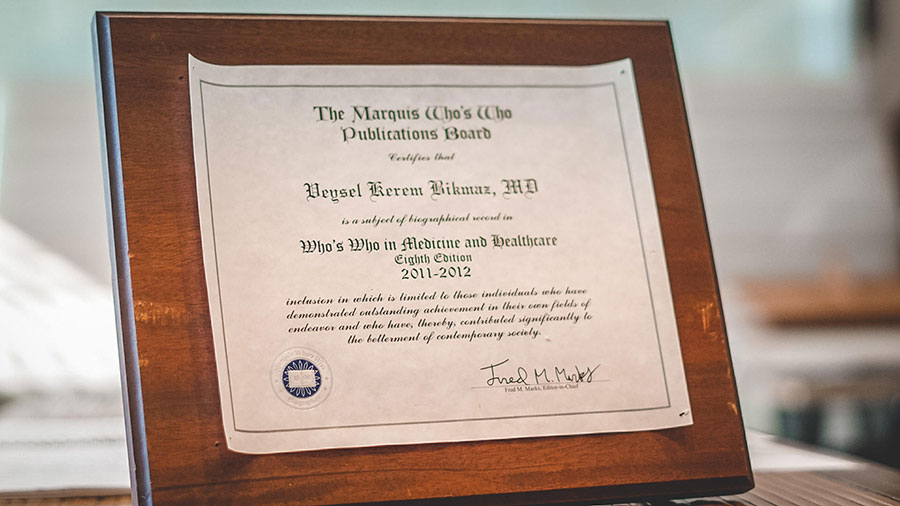 The Marquis Who's Who
Publications Board
Certifies that
Veysel Kerem Bikmaz, MD
is a subject of biographical record in
Who's Who in Medicine and Healthcare
Eighth Edition
2011-2012
inclusion in which is limited to those individuals who have
demonstrated outstanding achievement in their own fields of
endeavor and who have, thereby, contributed significantly to
the betterment of contemporary society.
Fred M. Marks
Fred M. Marks, Editor-in-Chief